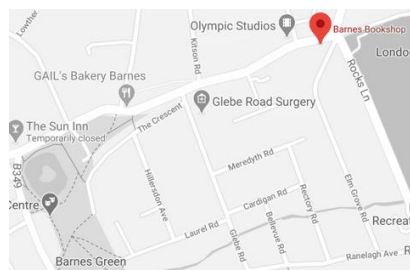 Lowther
Olympic Studios
Barnes Bookshop
Kitson Rd
London
GAIL's Bakery Barnes
Rocks Ln
The Crescent
Glebe Road Surgery
The Sun Inn
Temporarily closed
B349
Hillersdon Ave
Meredyth Rd
Cardigan Rd
Rectory Rd
Elm Grove Rd
Centre
Laurel Rd
Glebe Rd
Bellevue Rd
Recreat
Barnes Green
Ranelagh Ave
R